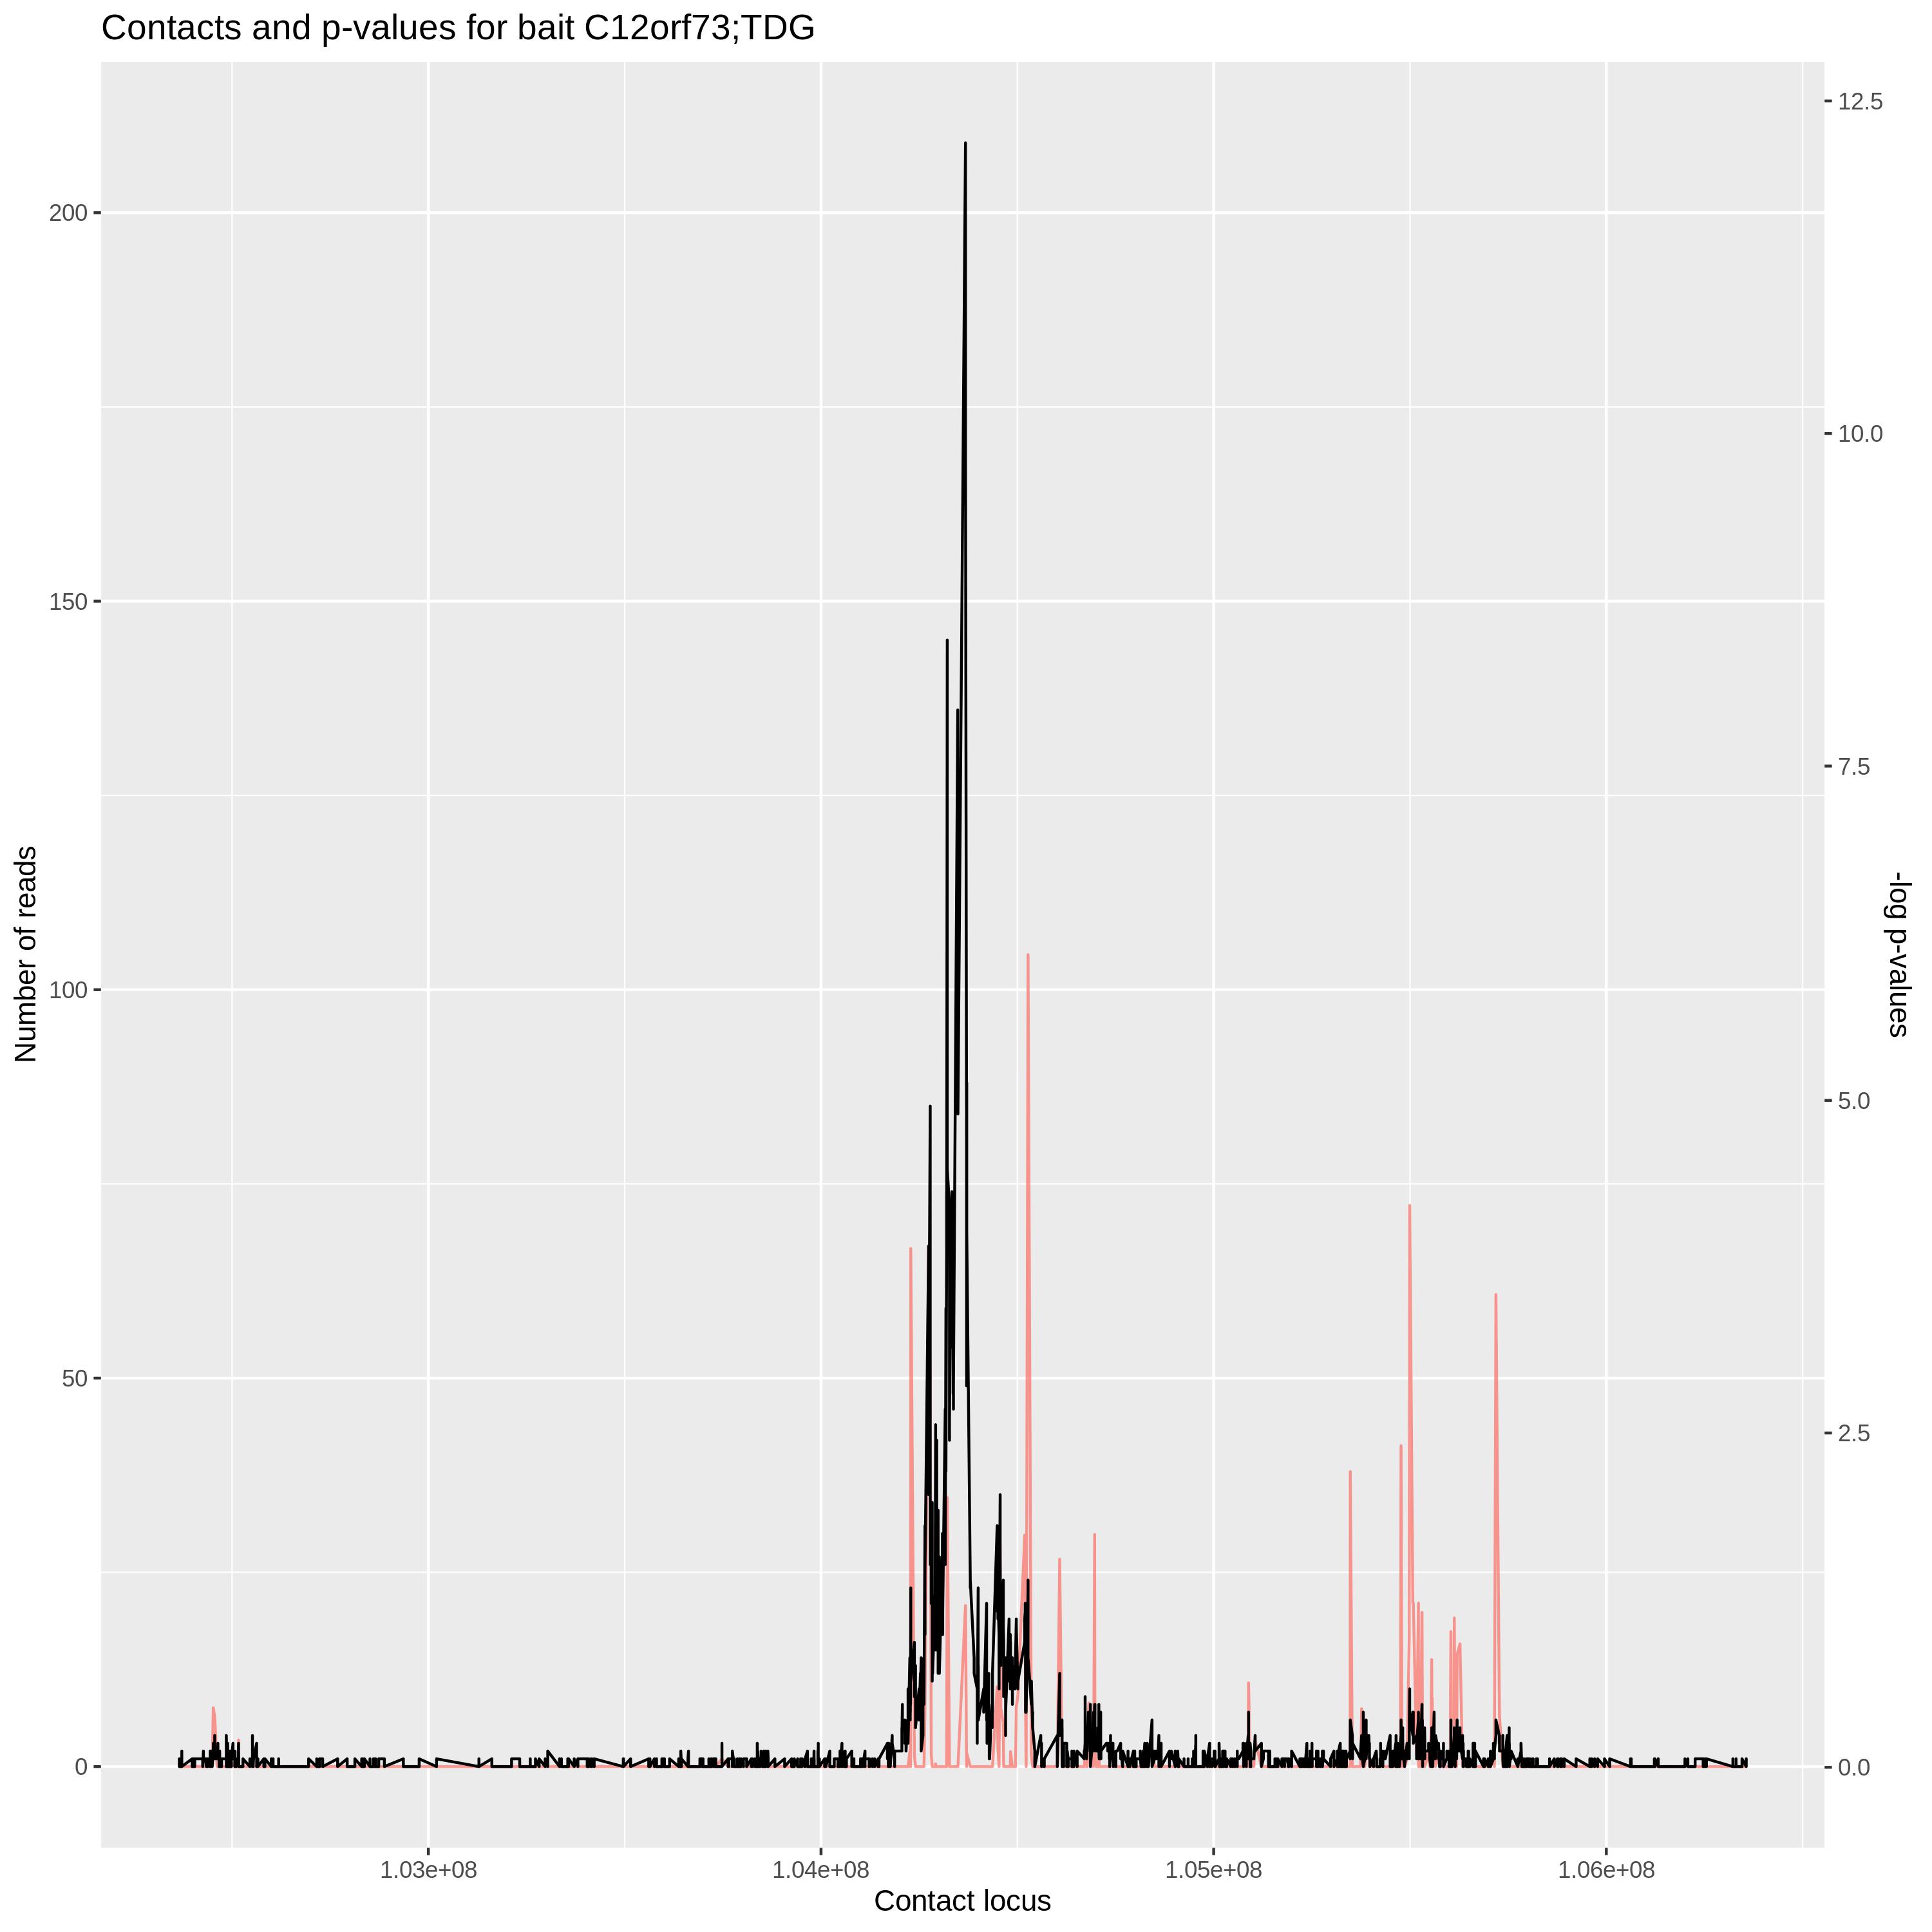 Contacts and p-values for bait C12orf73;TDG
200
150
100
50
0
Number of reads
12.5
10.0
7.5
5.0
2.5
0.0
-log p-values
1.03e+08 1.04e+08 1.05e+08 1.06e+08
Contact locus